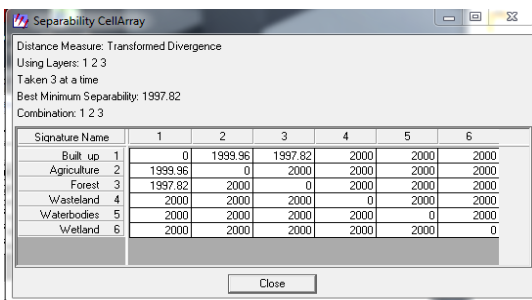 Separability CellArray
Distance Measure: Transformed Divergence
Using Layers: 1 2 3
Taken 3 at a time
Best Minimum Separability: 1997.82
Combination: 1 2 3
Signature Name 1 2 3 4 5 6
Built up 1 0 1999.96 1997.82 2000 2000 2000
Agriculture 2 1999.96 0 2000 2000 2000 2000
Forest 3 1997.82 2000 0 2000 2000 2000
Wasteland 4 2000 2000 2000 0 2000 2000
Waterbodies 5 2000 2000 2000 2000 0 2000
Wetland 6 2000 2000 2000 2000 2000 0
Close